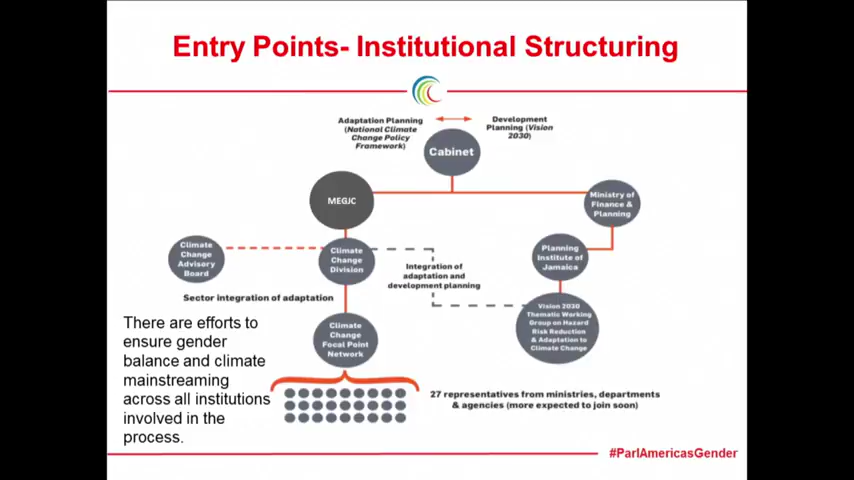 Entry Points- Institutional Structuring
Adaptation Planning
(National Climate
Change Policy
Framework)
Development
Planning (Vision
2030)
Cabinet
MEGJC
Ministry of
Finance &
Planning
Climate
Change
Advisory
Board
Climate
Change
Division
Integration of
adaptation and
development planning
Planning
Institute of
Jamaica
Sector integration of adaptation
Vision 2030
Thematic Working
Group on Hazard
Risk Reduction
& Adaptation to
Climate Change
Climate
Change
Focal Point
Network
There are efforts to
ensure gender
balance and climate
mainstreaming
across all institutions
involved in the
process.
27 representatives from ministries, departments
& agencies (more expected to join soon)
#ParlAmericasGender